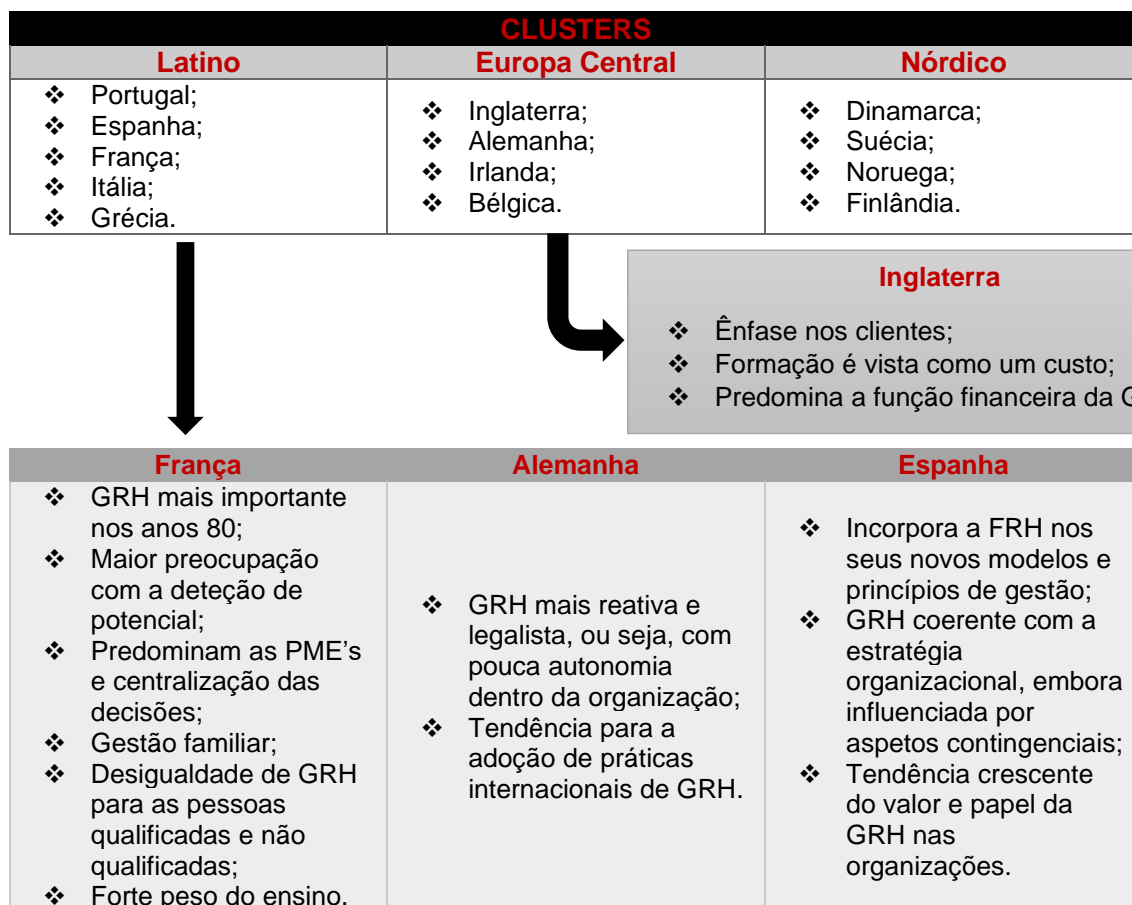 CLUSTERS
Latino
Europa Central
Nórdico
❖ Portugal;
❖ Espanha;
❖ França;
❖ Itália;
❖ Grécia.
❖ Inglaterra;
❖ Alemanha;
❖ Irlanda;
❖ Bélgica.
❖ Dinamarca;
❖ Suécia;
❖ Noruega;
❖ Finlândia.
Inglaterra
❖ Ênfase nos clientes;
❖ Formação é vista como um custo;
❖ Predomina a função financeira da
França
Alemanha
Espanha
❖ GRH mais importante
nos anos 80;
❖ Maior preocupação
com a deteção de
potencial;
❖ Predominam as PME's
e centralização das
decisões;
❖ Gestão familiar;
❖ Desigualdade de GRH
para as pessoas
qualificadas e não
qualificadas;
❖ Forte peso do ensino.
❖ GRH mais reativa e
legalista, ou seja, com
pouca autonomia
dentro da organização;
❖ Tendência para a
adoção de práticas
internacionais de GRH.
❖ Incorpora a FRH nos
seus novos modelos e
princípios de gestão;
❖ GRH coerente com a
estratégia
organizacional, embora
influenciada por
aspetos contingenciais;
❖ Tendência crescente
do valor e papel da
GRH nas
organizações.